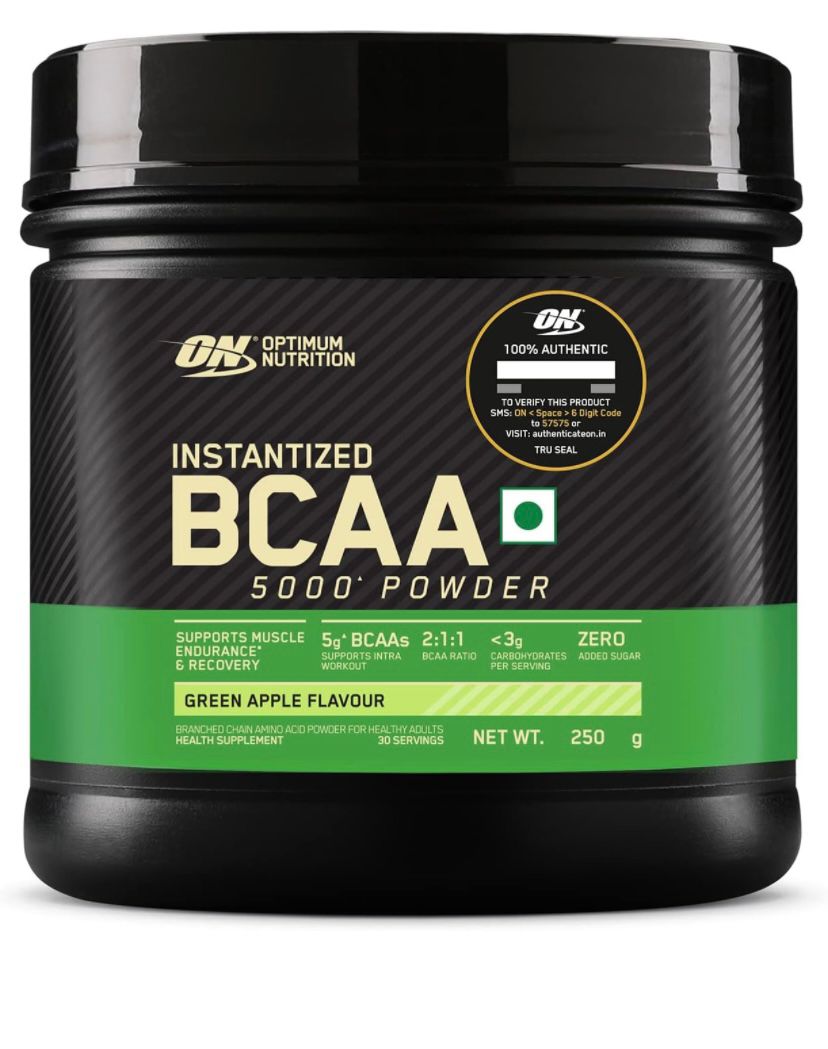 ON® OPTIMUM
NUTRITION
ON
100% AUTHENTIC
TO VERIFY THIS PRODUCT
SMS: ON < Space > 6 Digit Code
to 57575 or
VISIT: authenticateon.in
TRU SEAL
INSTANTIZED
BCAA
5000▲ POWDER
SUPPORTS MUSCLE
ENDURANCE*
& RECOVERY
5g▲ BCAAs
SUPPORTS INTRA
WORKOUT
2:1:1
BCAA RATIO
<3g
CARBOHYDRATES
PER SERVING
ZERO
ADDED SUGAR
GREEN APPLE FLAVOUR
BRANCHED CHAIN AMINO ACID POWDER FOR HEALTHY ADULTS
HEALTH SUPPLEMENT 30 SERVINGS
NET WT. 250 g